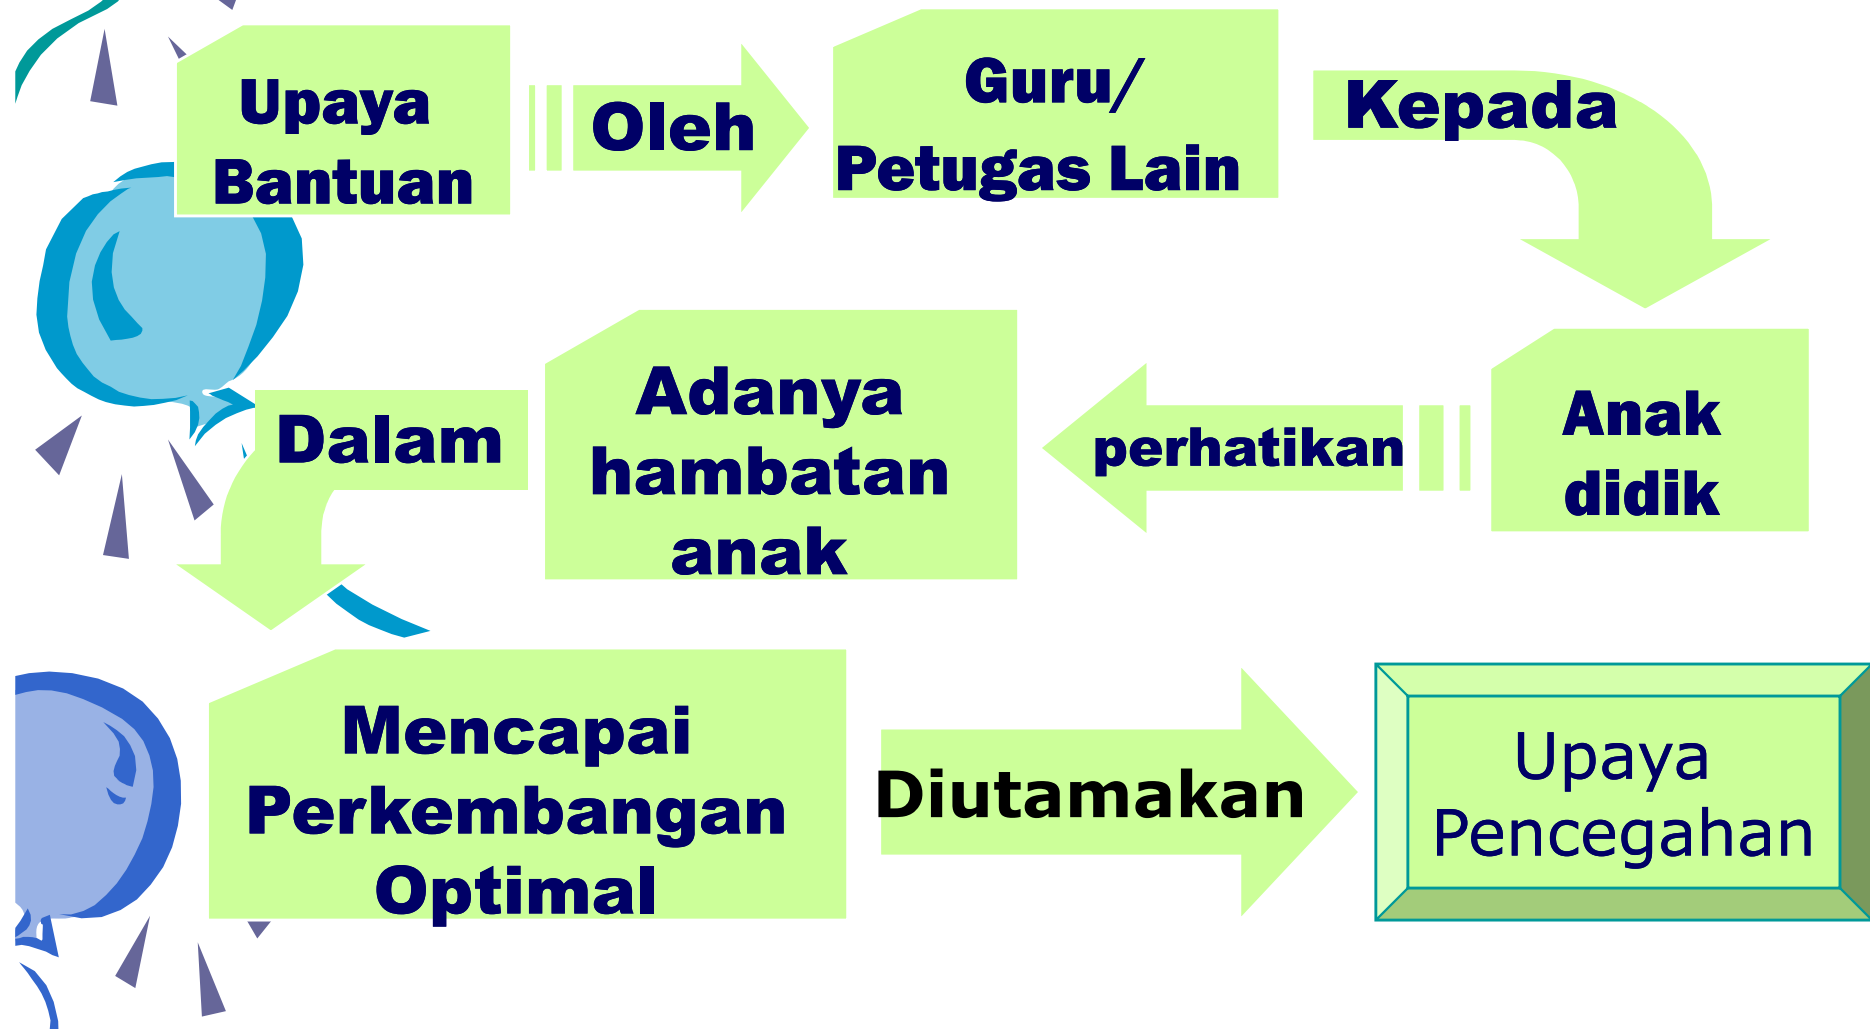 Upaya
Bantuan
Oleh
Guru/
Petugas Lain
Kepada
Anak
didik
perhatikan
Adanya
hambatan
anak
Dalam
Mencapai
Perkembangan
Optimal
Diutamakan
Upaya
Pencegahan